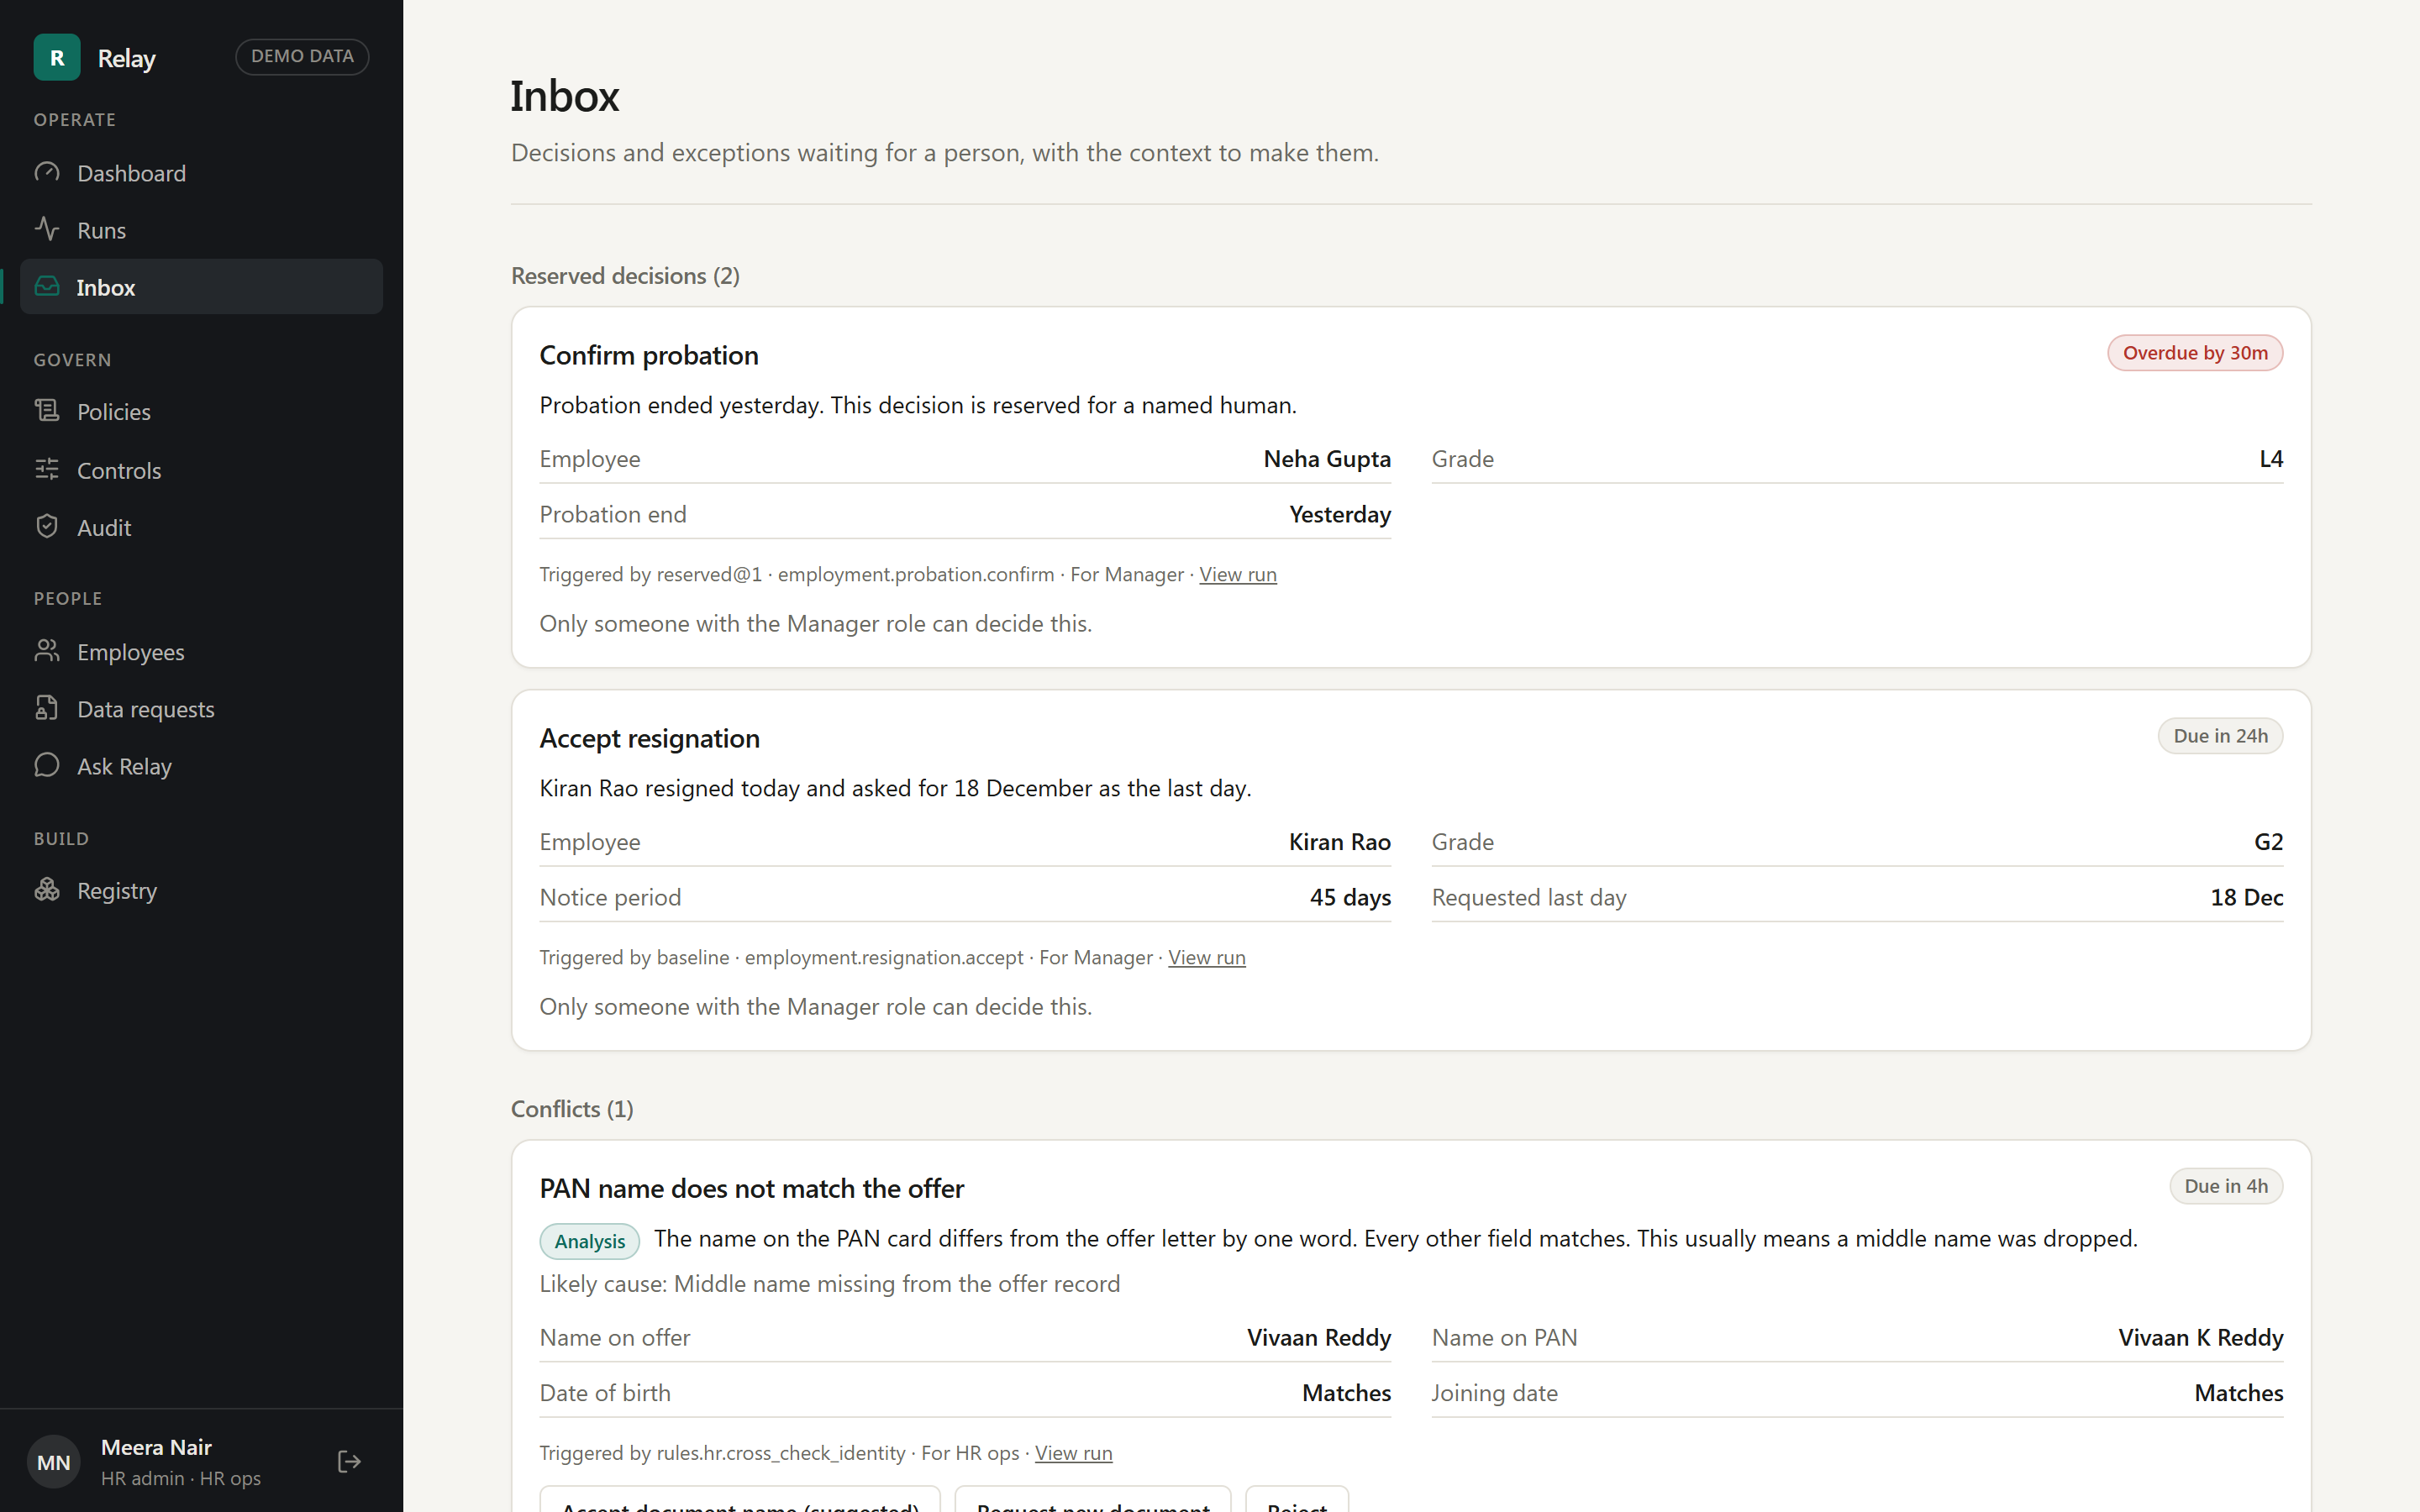 R Relay DEMO DATA
OPERATE
Dashboard
Runs
Inbox
GOVERN
Policies
Controls
Audit
PEOPLE
Employees
Data requests
Ask Relay
BUILD
Registry
MN Meera Nair
HR admin · HR ops
Inbox
Decisions and exceptions waiting for a person, with the context to make them.
Reserved decisions (2)
Confirm probation Overdue by 30m
Probation ended yesterday. This decision is reserved for a named human.
Employee Neha Gupta Grade L4
Probation end Yesterday
Triggered by reserved@1 · employment.probation.confirm · For Manager · View run
Only someone with the Manager role can decide this.
Accept resignation Due in 24h
Kiran Rao resigned today and asked for 18 December as the last day.
Employee Kiran Rao Grade G2
Notice period 45 days Requested last day 18 Dec
Triggered by baseline · employment.resignation.accept · For Manager · View run
Only someone with the Manager role can decide this.
Conflicts (1)
PAN name does not match the offer Due in 4h
Analysis The name on the PAN card differs from the offer letter by one word. Every other field matches. This usually means a middle name was dropped.
Likely cause: Middle name missing from the offer record
Name on offer Vivaan Reddy Name on PAN Vivaan K Reddy
Date of birth Matches Joining date Matches
Triggered by rules.hr.cross_check_identity · For HR ops · View run
Accept document name (suggested) Request new document Reject